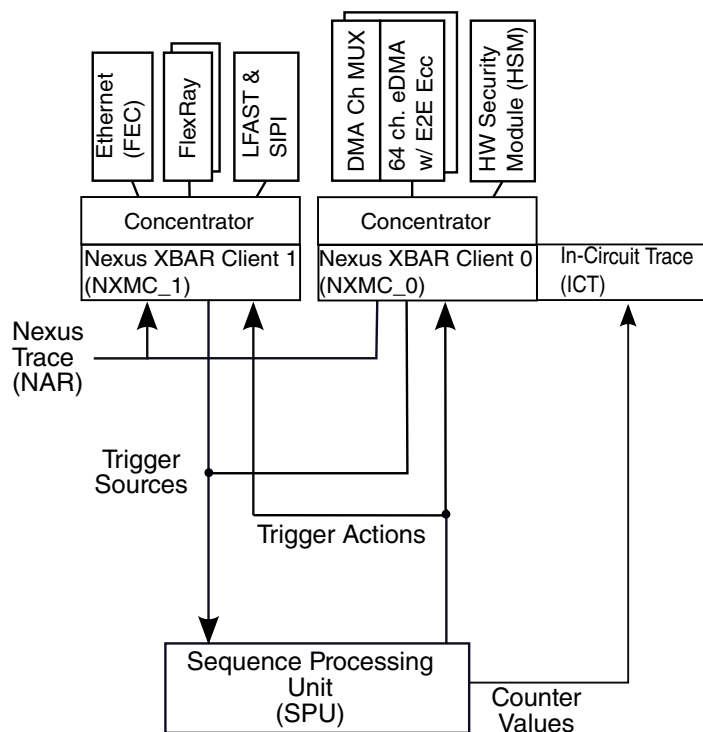 Ethernet
(FEC)
FlexRay
LFAST &
SIPI
DMA Ch MUX
64 ch. eDMA
w/ E2E Ecc
HW Security
Module (HSM)
Concentrator
Concentrator
Nexus XBAR Client 1
(NXMC_1)
Nexus XBAR Client 0
(NXMC_0)
In-Circuit Trace
(ICT)
Nexus
Trace
(NAR)
Trigger
Sources
Trigger Actions
Sequence Processing
Unit
(SPU)
Counter
Values